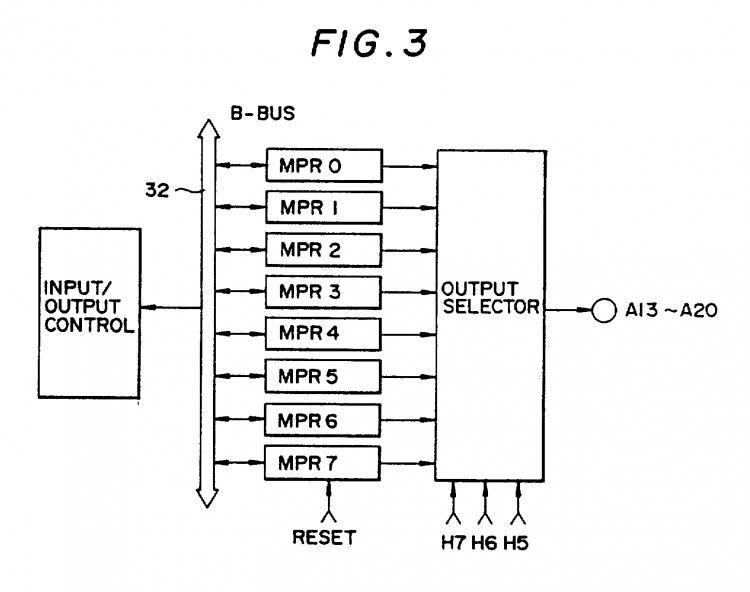 FIG. 3
B-BUS
32
MPR 0
MPR 1
MPR 2
MPR 3
MPR 4
MPR 5
MPR 6
MPR 7
INPUT/
OUTPUT
CONTROL
OUTPUT
SELECTOR
A13 ~ A20
RESET
H7 H6 H5